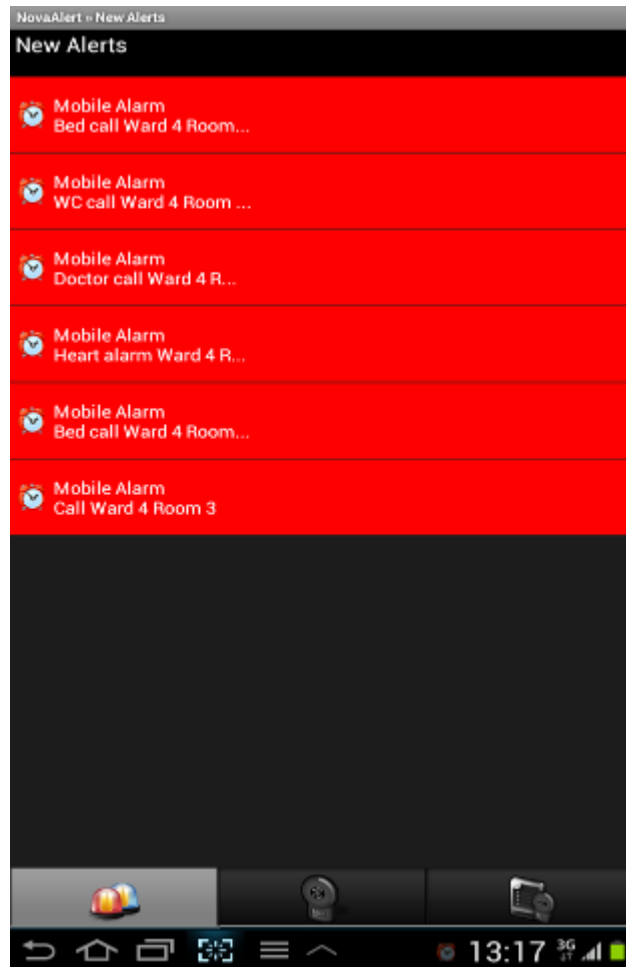 NovaAlert » New Alerts
New Alerts
Mobile Alarm
Bed call Ward 4 Room...
Mobile Alarm
WC call Ward 4 Room ...
Mobile Alarm
Doctor call Ward 4 R...
Mobile Alarm
Heart alarm Ward 4 R...
Mobile Alarm
Bed call Ward 4 Room...
Mobile Alarm
Call Ward 4 Room 3
13:17 3G